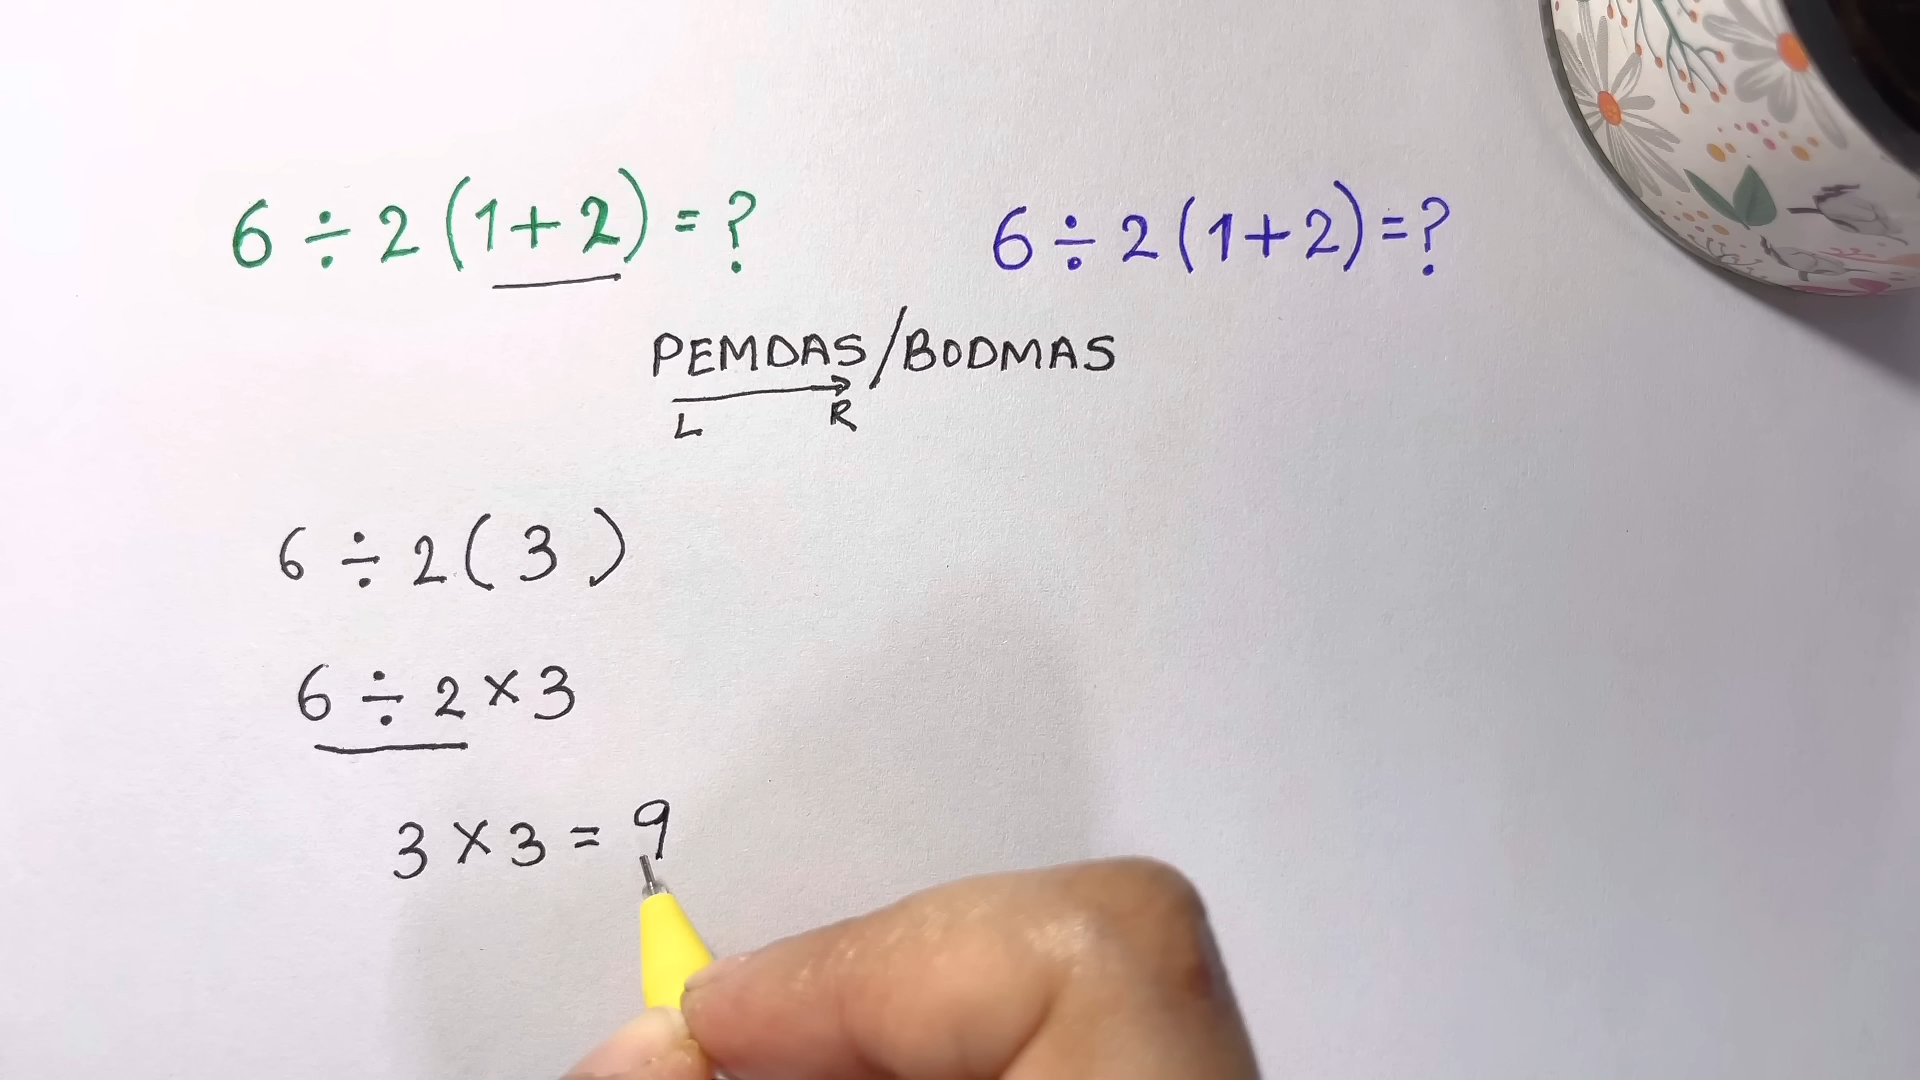 6 ÷ 2 (1+2) = ?
6 ÷ 2 (1+2) = ?
PEMDAS/BODMAS
L R
6 ÷ 2 ( 3 )
6 ÷ 2 × 3
3 × 3 = 9